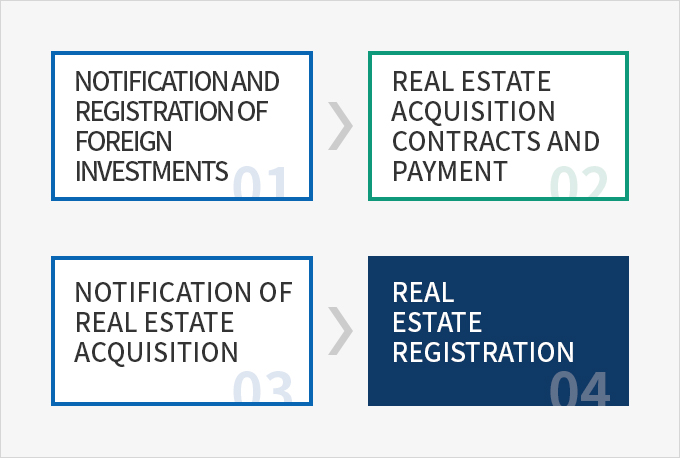 NOTIFICATION AND
REGISTRATION OF
FOREIGN
INVESTMENTS
01
REAL ESTATE
ACQUISITION
CONTRACTS AND
PAYMENT
02
NOTIFICATION OF
REAL ESTATE
ACQUISITION
03
REAL
ESTATE
REGISTRATION
04